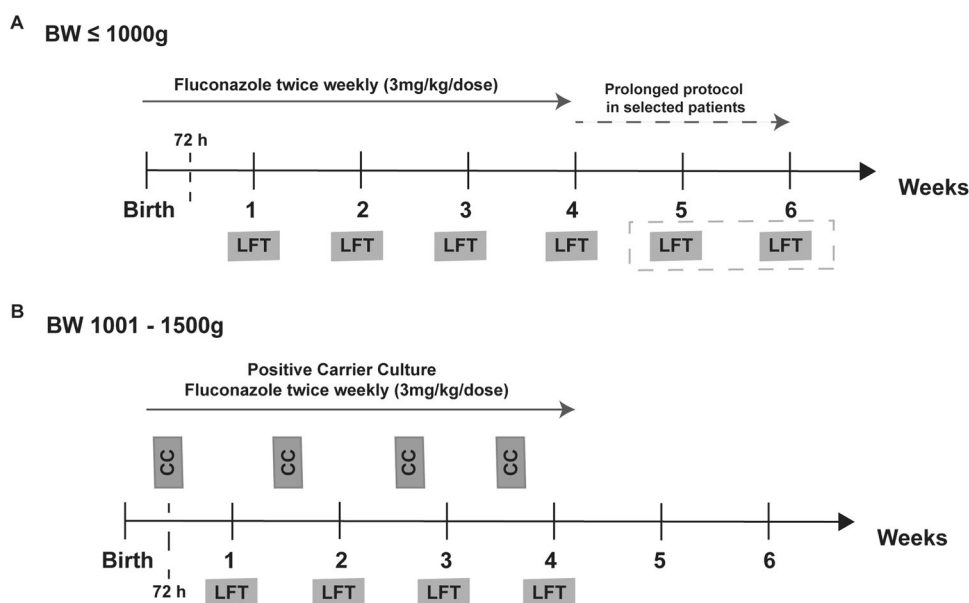 A
BW ≤ 1000g
Fluconazole twice weekly (3mg/kg/dose)
Prolonged protocol
in selected patients
72 h
Weeks
Birth 1 2 3 4 5 6
LFT LFT LFT LFT LFT LFT
B
BW 1001 - 1500g
Positive Carrier Culture
Fluconazole twice weekly (3mg/kg/dose)
CC CC CC CC
Weeks
Birth 1 2 3 4 5 6
72 h LFT LFT LFT LFT